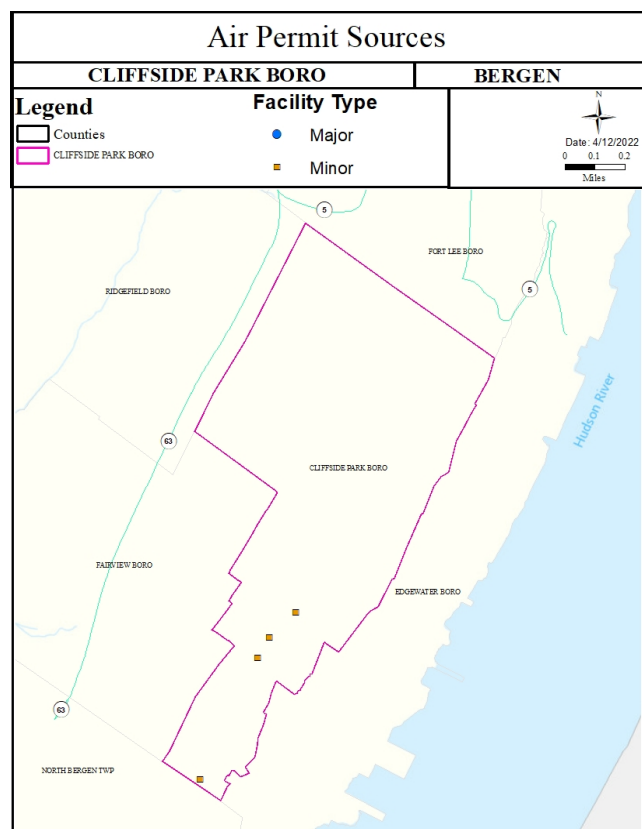 Air Permit Sources
CLIFFSIDE PARK BORO
BERGEN
Legend
Counties
CLIFFSIDE PARK BORO
Facility Type
Major
Minor
N
Date: 4/12/2022
0 0.1 0.2
Miles
5
FORT LEE BORO
RIDGEFIELD BORO
5
Hudson River
63
CLIFFSIDE PARK BORO
FAIRVIEW BORO
EDGEWATER BORO
63
NORTH BERGEN TWP